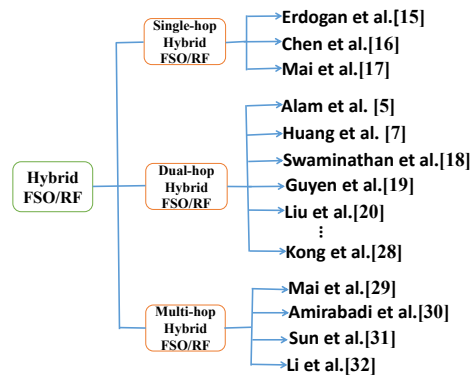 Hybrid
FSO/RF
Single-hop
Hybrid
FSO/RF
Erdogan et al.[15]
Chen et al.[16]
Mai et al.[17]
Dual-hop
Hybrid
FSO/RF
Alam et al. [5]
Huang et al. [7]
Swaminathan et al.[18]
Guyen et al.[19]
Liu et al.[20]
⋮
Kong et al.[28]
Multi-hop
Hybrid
FSO/RF
Mai et al.[29]
Amirabadi et al.[30]
Sun et al.[31]
Li et al.[32]